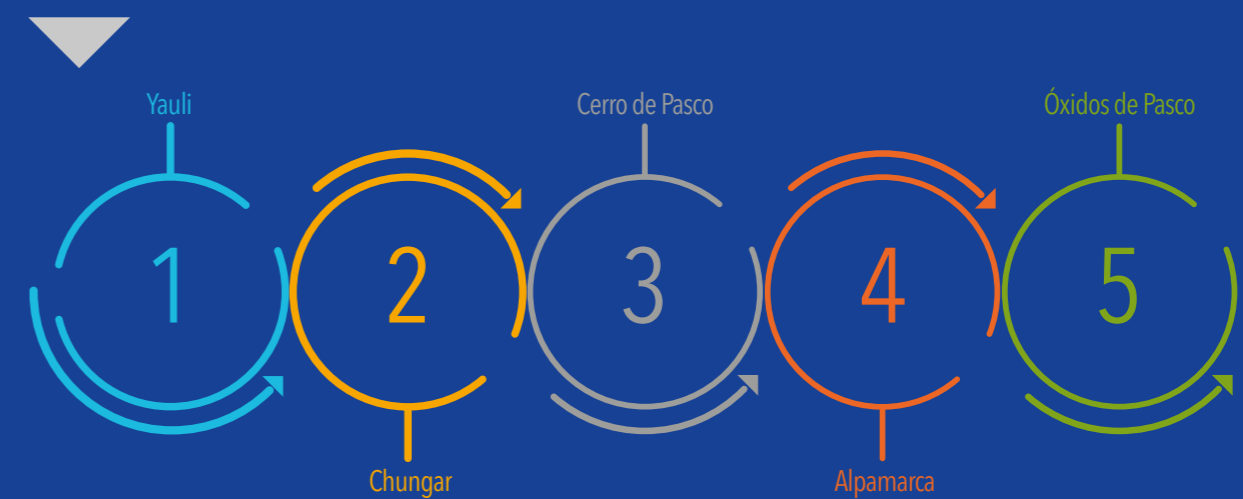 Yauli
Cerro de Pasco
Óxidos de Pasco
1
2
3
4
5
Chungar
Alpamarca